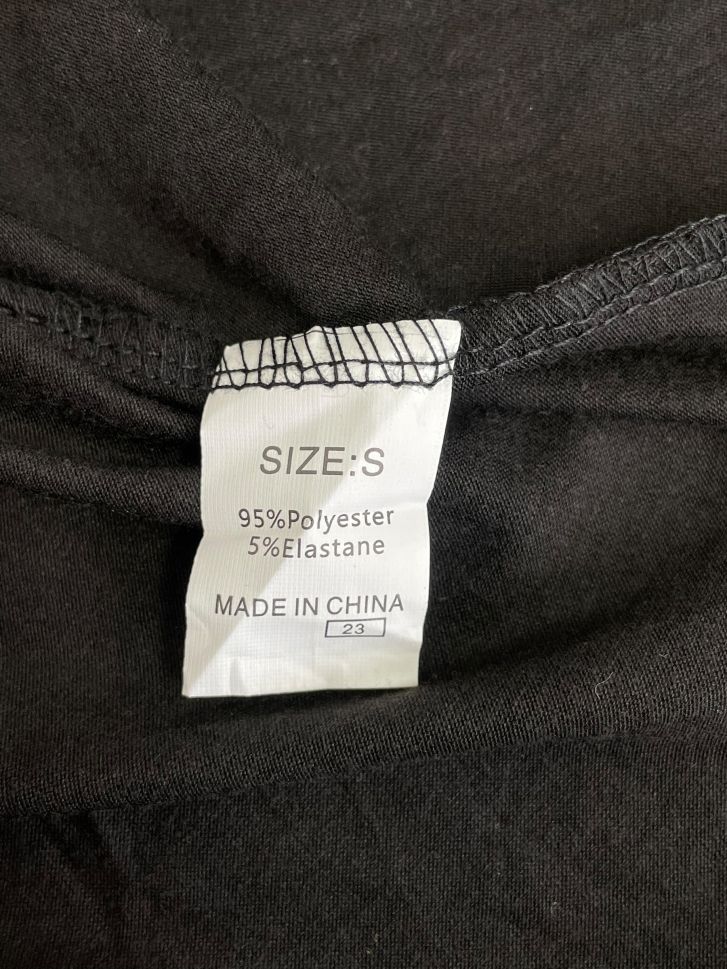 SIZE:S
95%Polyester
5%Elastane
MADE IN CHINA
23